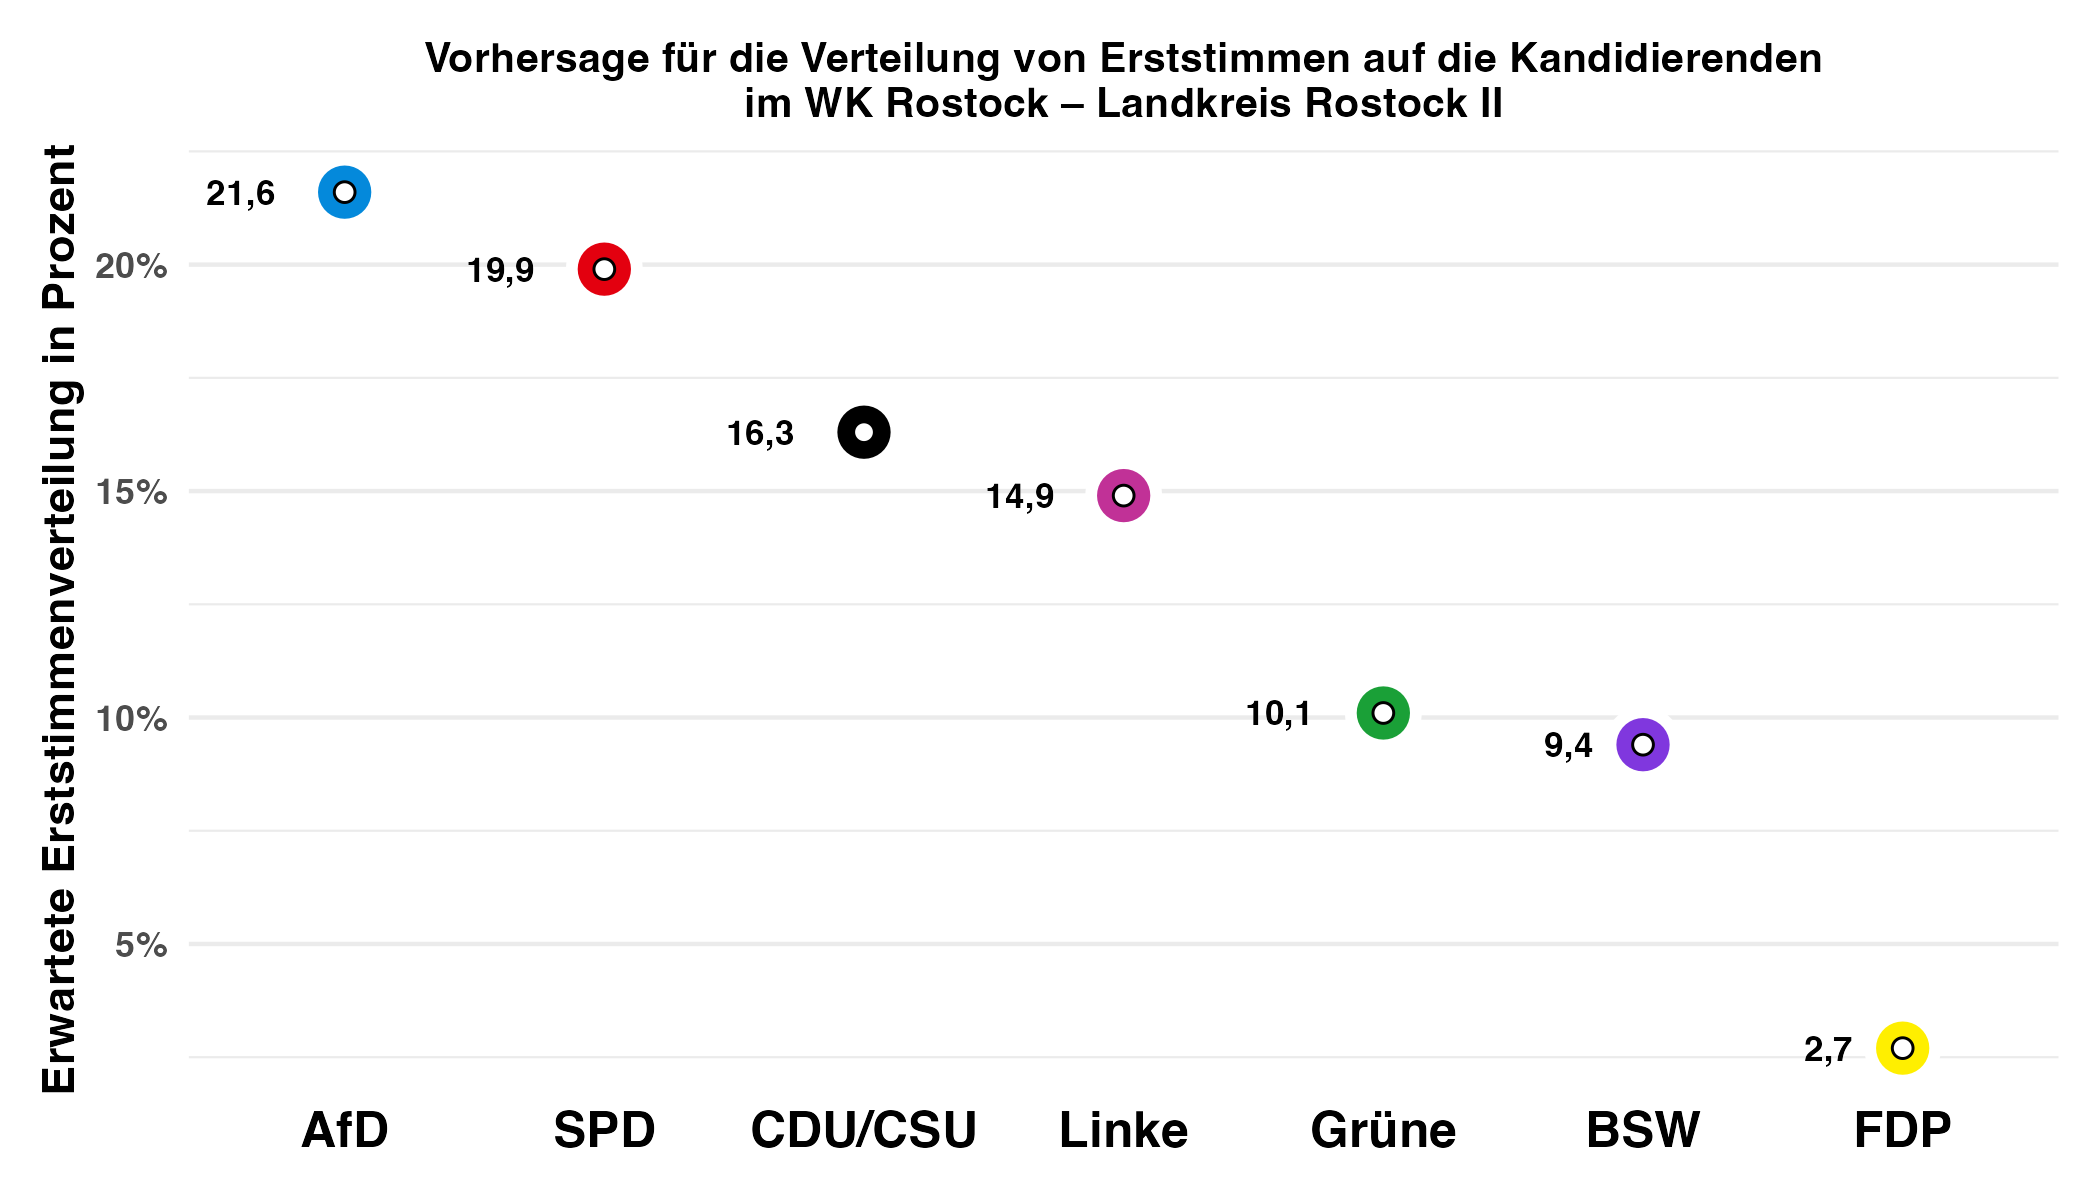 Vorhersage für die Verteilung von Erststimmen auf die Kandidierenden
im WK Rostock – Landkreis Rostock II
Erwartete Erststimmenverteilung in Prozent
20%
15%
10%
5%
21,6
19,9
16,3
14,9
10,1
9,4
2,7
AfD
SPD
CDU/CSU
Linke
Grüne
BSW
FDP